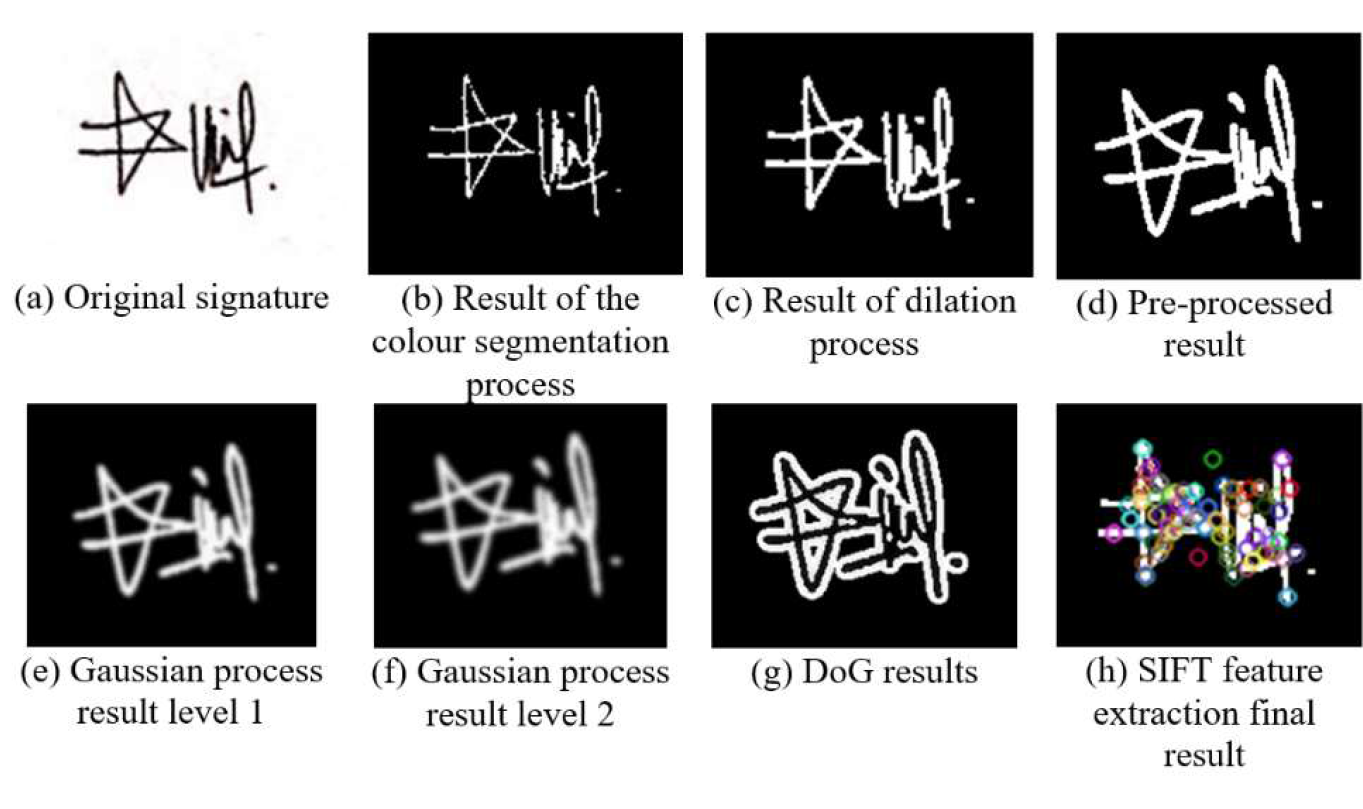 (a) Original signature
(b) Result of the
colour segmentation
process
(c) Result of dilation
process
(d) Pre-processed
result
(e) Gaussian process
result level 1
(f) Gaussian process
result level 2
(g) DoG results
(h) SIFT feature
extraction final
result